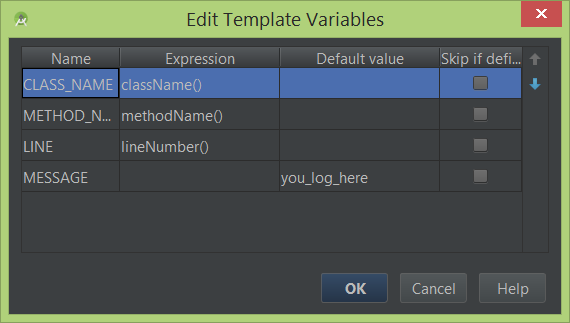 Edit Template Variables
Name Expression Default value Skip if defi...
CLASS_NAME className()
METHOD_N... methodName()
LINE lineNumber()
MESSAGE you_log_here
OK Cancel Help